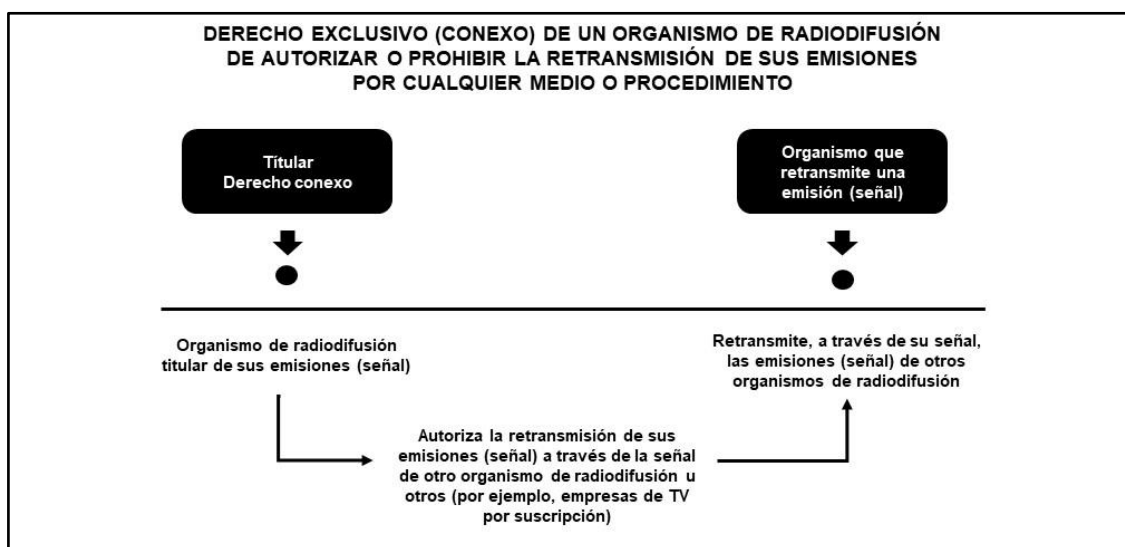 DERECHO EXCLUSIVO (CONEXO) DE UN ORGANISMO DE RADIODIFUSIÓN
DE AUTORIZAR O PROHIBIR LA RETRANSMISIÓN DE SUS EMISIONES
POR CUALQUIER MEDIO O PROCEDIMIENTO
Títular
Derecho conexo
Organismo que
retransmite una
emisión (señal)
Organismo de radiodifusión
titular de sus emisiones (señal)
Retransmite, a través de su señal,
las emisiones (señal) de otros
organismos de radiodifusión
Autoriza la retransmisión de sus
emisiones (señal) a través de la señal
de otro organismo de radiodifusión u
otros (por ejemplo, empresas de TV
por suscripción)